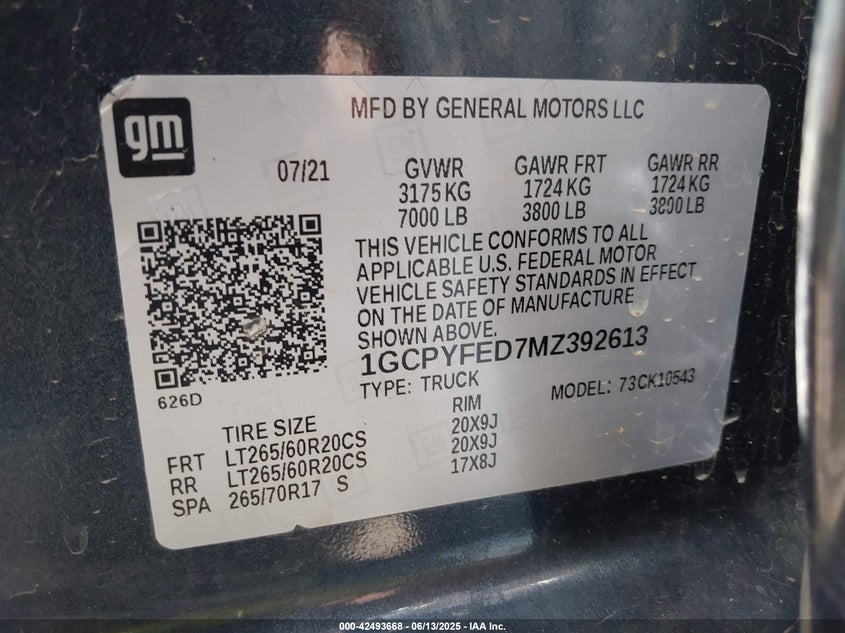 gm
MFD BY GENERAL MOTORS LLC
07/21
GVWR GAWR FRT GAWR RR
3175 KG 1724 KG 1724 KG
7000 LB 3800 LB 3800 LB
THIS VEHICLE CONFORMS TO ALL
APPLICABLE U.S. FEDERAL MOTOR
VEHICLE SAFETY STANDARDS IN EFFECT
ON THE DATE OF MANUFACTURE
SHOWN ABOVE.
1GCPYFED7MZ392613
TYPE: TRUCK MODEL: 73CK10543
626D
TIRE SIZE RIM
FRT LT265/60R20CS 20X9J
RR LT265/60R20CS 20X9J
SPA 265/70R17 S 17X8J
000-42493668 - 06/13/2025 - IAA Inc.